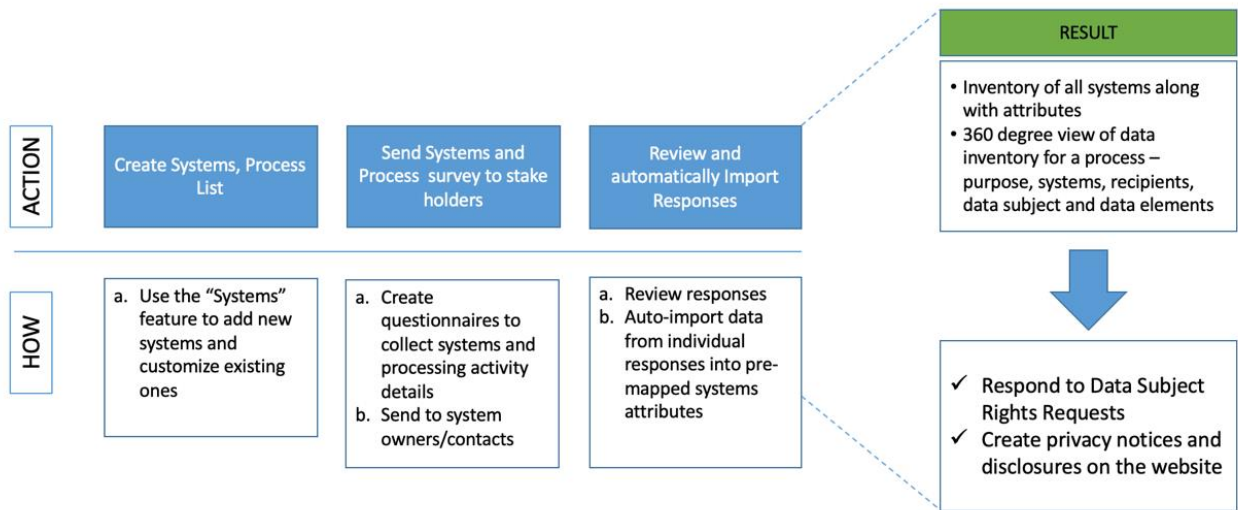 ACTION
Create Systems, Process
List
Send Systems and
Process survey to stake
holders
Review and
automatically Import
Responses
HOW
a. Use the “Systems”
feature to add new
systems and
customize existing
ones
a. Create
questionnaires to
collect systems and
processing activity
details
b. Send to system
owners/contacts
a. Review responses
b. Auto-import data
from individual
responses into pre-
mapped systems
attributes
RESULT
• Inventory of all systems along
with attributes
• 360 degree view of data
inventory for a process –
purpose, systems, recipients,
data subject and data elements
✓ Respond to Data Subject
Rights Requests
✓ Create privacy notices and
disclosures on the website